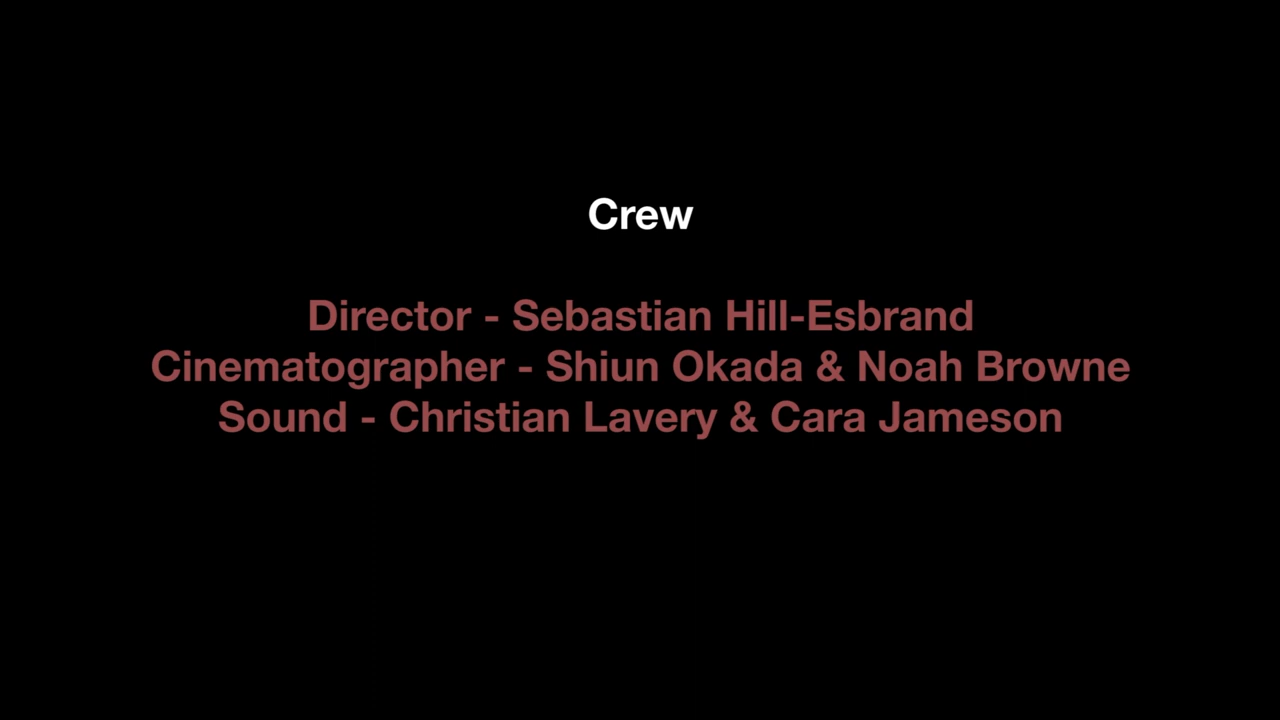 Crew
Director - Sebastian Hill-Esbrand
Cinematographer - Shiun Okada & Noah Browne
Sound - Christian Lavery & Cara Jameson